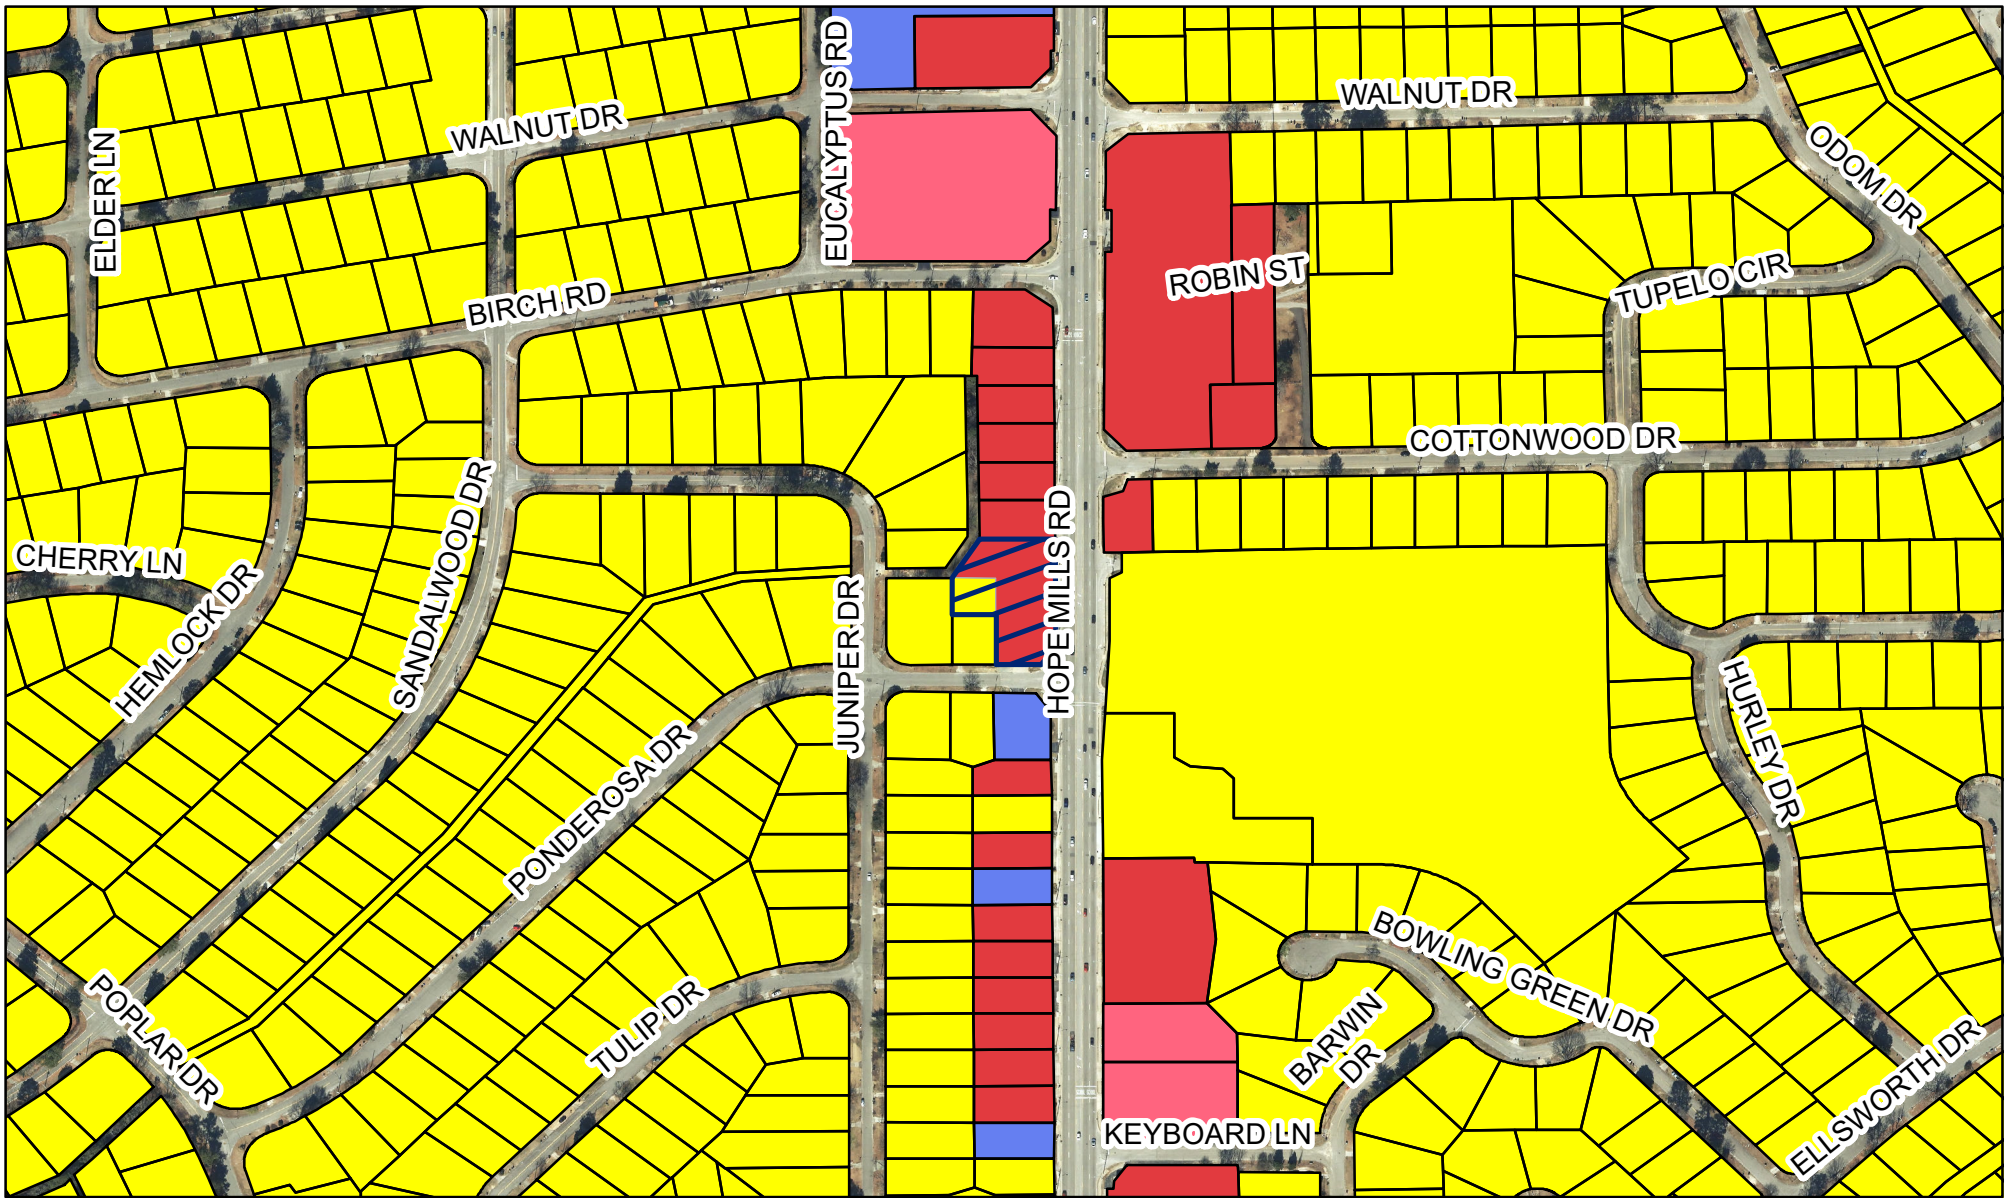 EUCALYPTUS RD
WALNUT DR
WALNUT DR
ELDER LN
ODOM DR
ROBIN ST
TUPELO CIR
BIRCH RD
COTTONWOOD DR
CHERRY LN
HEMLOCK DR
SANDALWOOD DR
HOPE MILLS RD
JUNIPER DR
HURLEY DR
PONDEROSA DR
BOWLING GREEN DR
POPLAR DR
TULIP DR
BARWIN
DR
ELLSWORTH DR
KEYBOARD LN